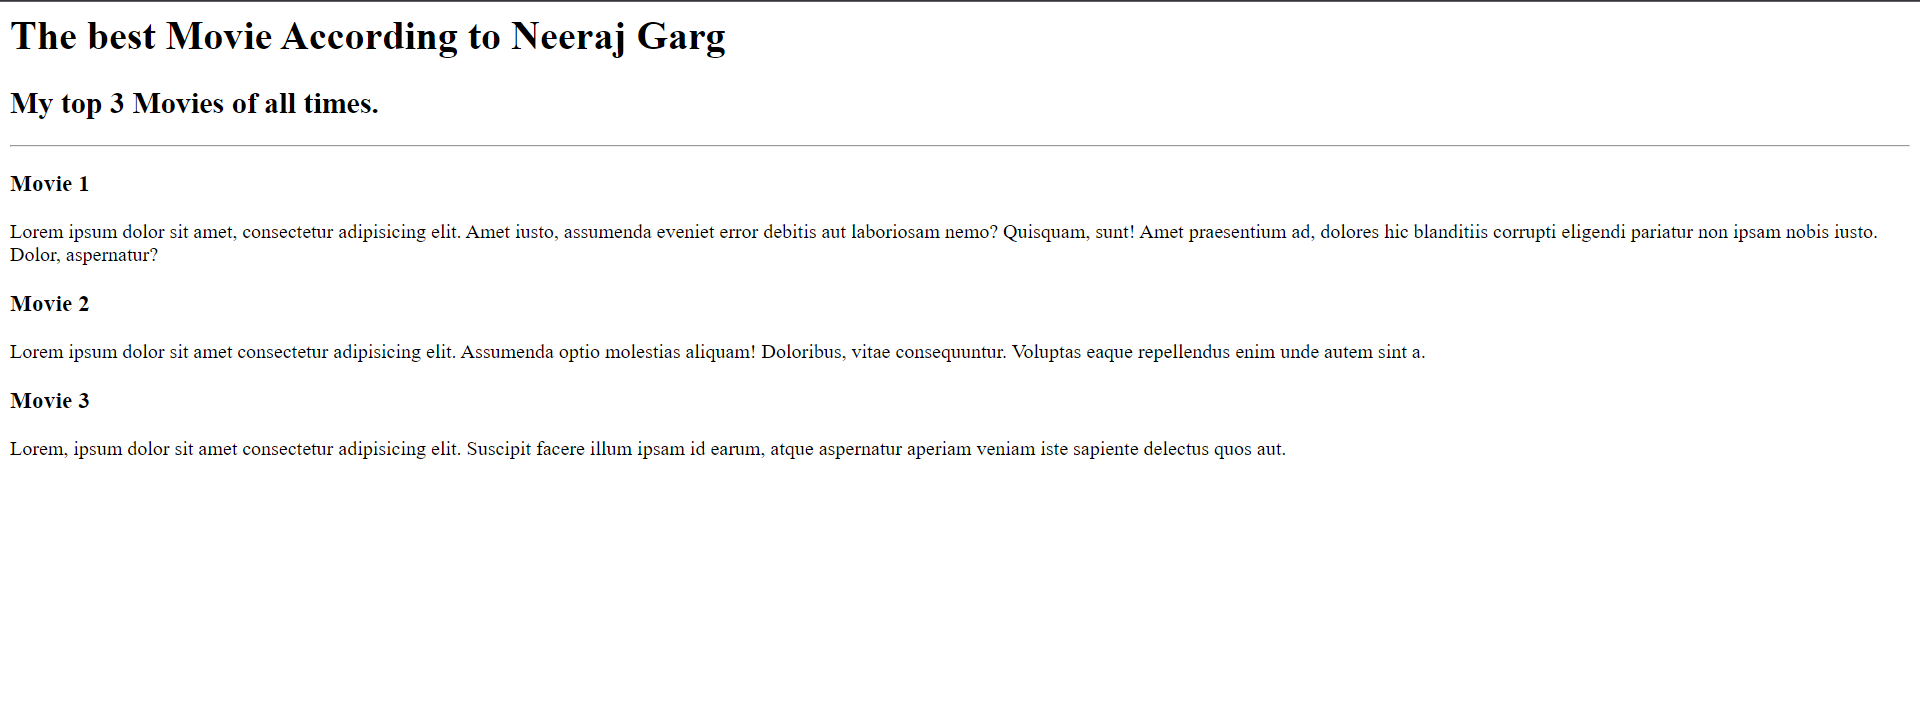 The best Movie According to Neeraj Garg
My top 3 Movies of all times.
Movie 1
Lorem ipsum dolor sit amet, consectetur adipisicing elit. Amet iusto, assumenda eveniet error debitis aut laboriosam nemo? Quisquam, sunt! Amet praesentium ad, dolores hic blanditiis corrupti eligendi pariatur non ipsam nobis iusto.
Dolor, aspernatur?
Movie 2
Lorem ipsum dolor sit amet consectetur adipisicing elit. Assumenda optio molestias aliquam! Doloribus, vitae consequuntur. Voluptas eaque repellendus enim unde autem sint a.
Movie 3
Lorem, ipsum dolor sit amet consectetur adipisicing elit. Suscipit facere illum ipsam id earum, atque aspernatur aperiam veniam iste sapiente delectus quos aut.